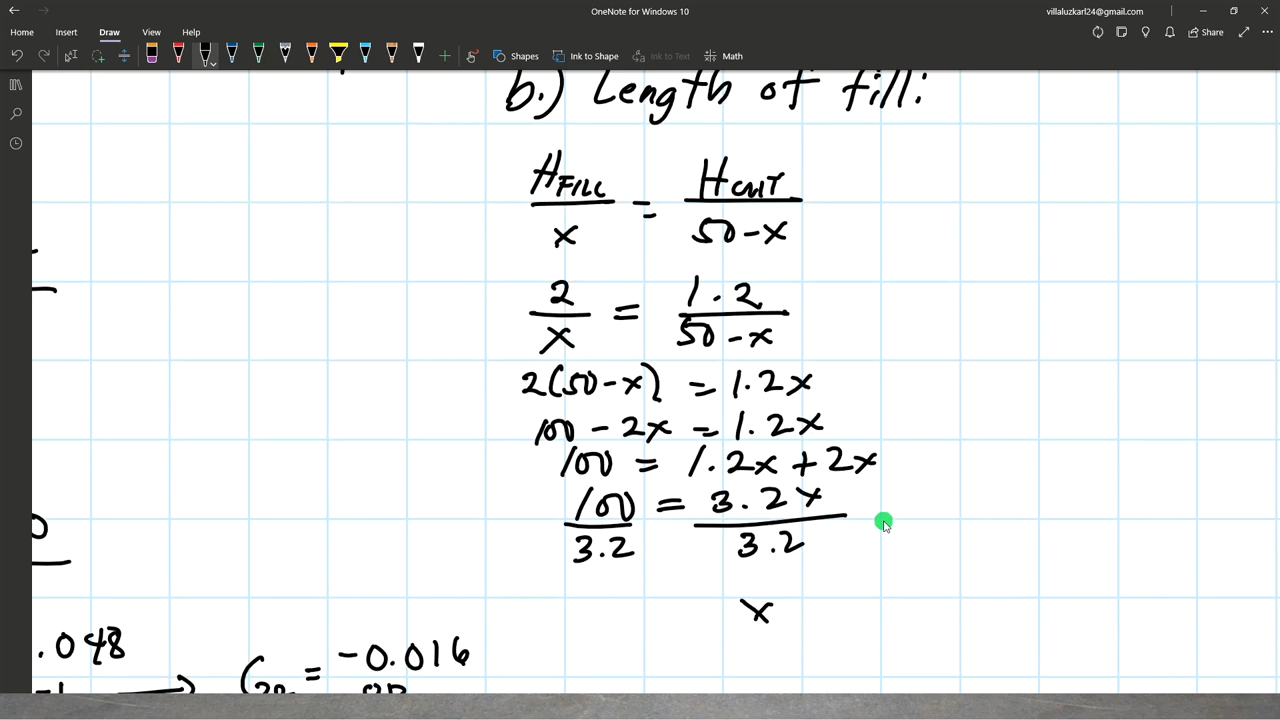 OneNote for Windows 10
villaluzkarl24@gmail.com
Home Insert Draw View Help
Share
Shapes Ink to Shape Ink to Text Math
b.) Length of fill:
H_FILL / x = H_CUT / 50-x
2 / x = 1.2 / 50-x
2(50-x) = 1.2x
100 - 2x = 1.2x
100 = 1.2x + 2x
100 / 3.2 = 3.2x / 3.2
x
.048
= -0.016